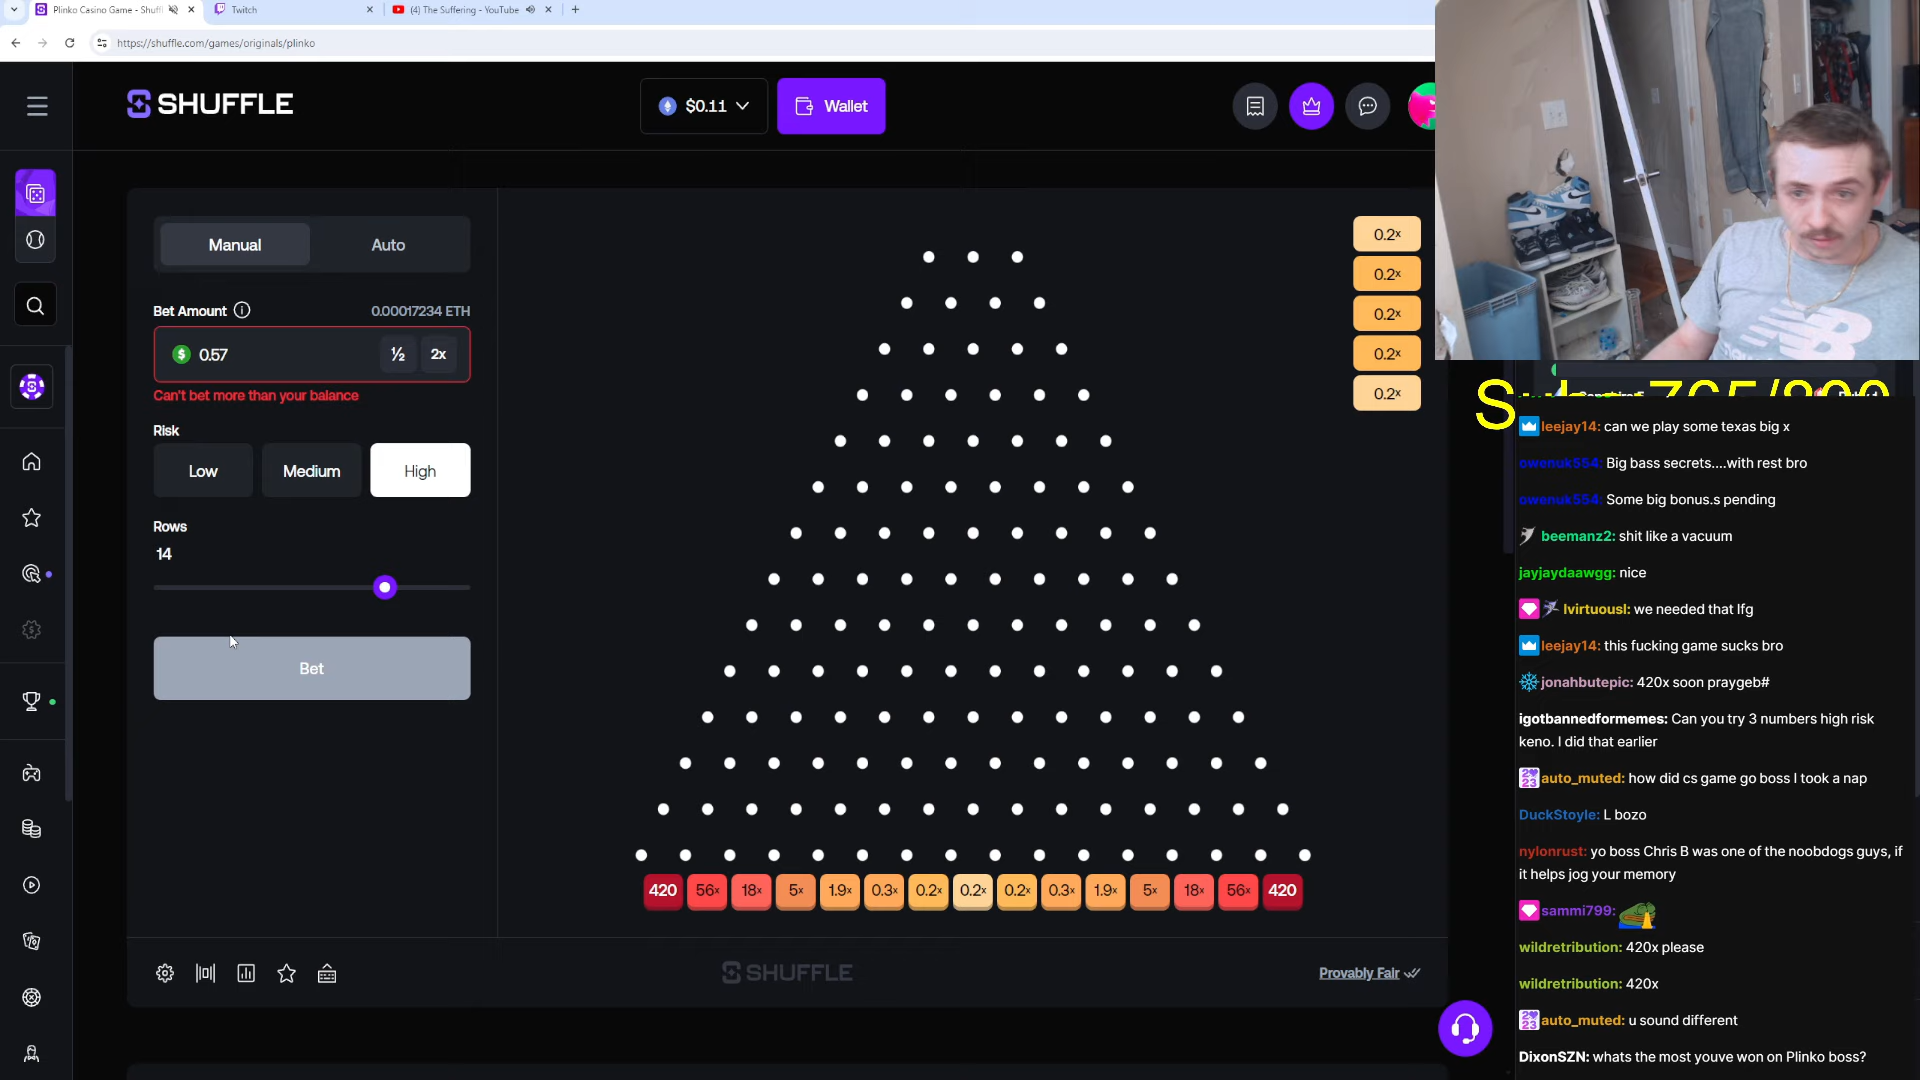 Plinko Casino Game - Shuffl
Twitch
(4) The Suffering - YouTube
https://shuffle.com/games/originals/plinko
SHUFFLE
$0.11
Wallet
Manual
Auto
Bet Amount
0.00017234 ETH
0.57
½
2x
Can't bet more than your balance
Risk
Low
Medium
High
Rows
14
Bet
0.2x
0.2x
0.2x
0.2x
0.2x
420 56x 18x 5x 1.9x 0.3x 0.2x 0.2x 0.2x 0.3x 1.9x 5x 18x 56x 420
SHUFFLE
Provably Fair
new balance
leejay14: can we play some texas big x
owenuk554: Big bass secrets....with rest bro
owenuk554: Some big bonus.s pending
beemanz2: shit like a vacuum
jayjaydaawgg: nice
lvirtuousl: we needed that lfg
leejay14: this fucking game sucks bro
jonahbutepic: 420x soon praygeb#
igotbannedformemes: Can you try 3 numbers high risk
keno. I did that earlier
auto_muted: how did cs game go boss I took a nap
DuckStoyle: L bozo
nylonrust: yo boss Chris B was one of the noobdogs guys, if
it helps jog your memory
sammi799:
wildretribution: 420x please
wildretribution: 420x
auto_muted: u sound different
DixonSZN: whats the most youve won on Plinko boss?